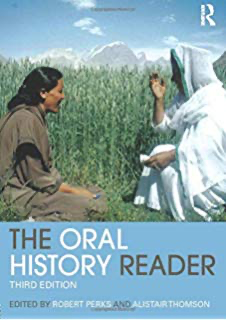 R
THE ORAL
HISTORY READER
THIRD EDITION
EDITED BY ROBERT PERKS AND ALISTAIR THOMSON